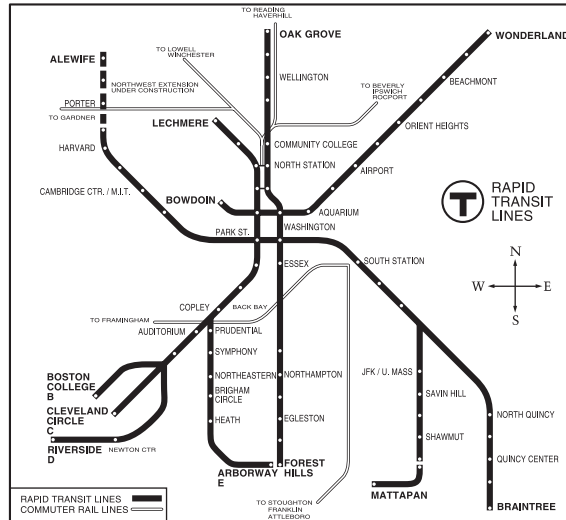 TO READING
HAVERHILL
OAK GROVE
WONDERLAND
TO LOWELL
WINCHESTER
ALEWIFE
WELLINGTON
BEACHMONT
NORTHWEST EXTENSION
UNDER CONSTRUCTION
TO BEVERLY
IPSWICH
ROCPORT
PORTER
TO GARDNER
LECHMERE
ORIENT HEIGHTS
HARVARD
COMMUNITY COLLEGE
NORTH STATION
AIRPORT
CAMBRIDGE CTR. / M.I.T.
BOWDOIN
AQUARIUM
T
RAPID
TRANSIT
LINES
WASHINGTON
PARK ST.
ESSEX
SOUTH STATION
N
W
E
S
COPLEY
BACK BAY
TO FRAMINGHAM
AUDITORIUM
PRUDENTIAL
SYMPHONY
BOSTON
COLLEGE
B
NORTHEASTERN
NORTHAMPTON
JFK / U. MASS
BRIGHAM
CIRCLE
SAVIN HILL
CLEVELAND
CIRCLE
C
HEATH
EGLESTON
NORTH QUINCY
SHAWMUT
RIVERSIDE
D
NEWTON CTR
QUINCY CENTER
ARBORWAY
E
FOREST
HILLS
MATTAPAN
BRAINTREE
TO STOUGHTON
FRANKLIN
ATTLEBORO
RAPID TRANSIT LINES
COMMUTER RAIL LINES